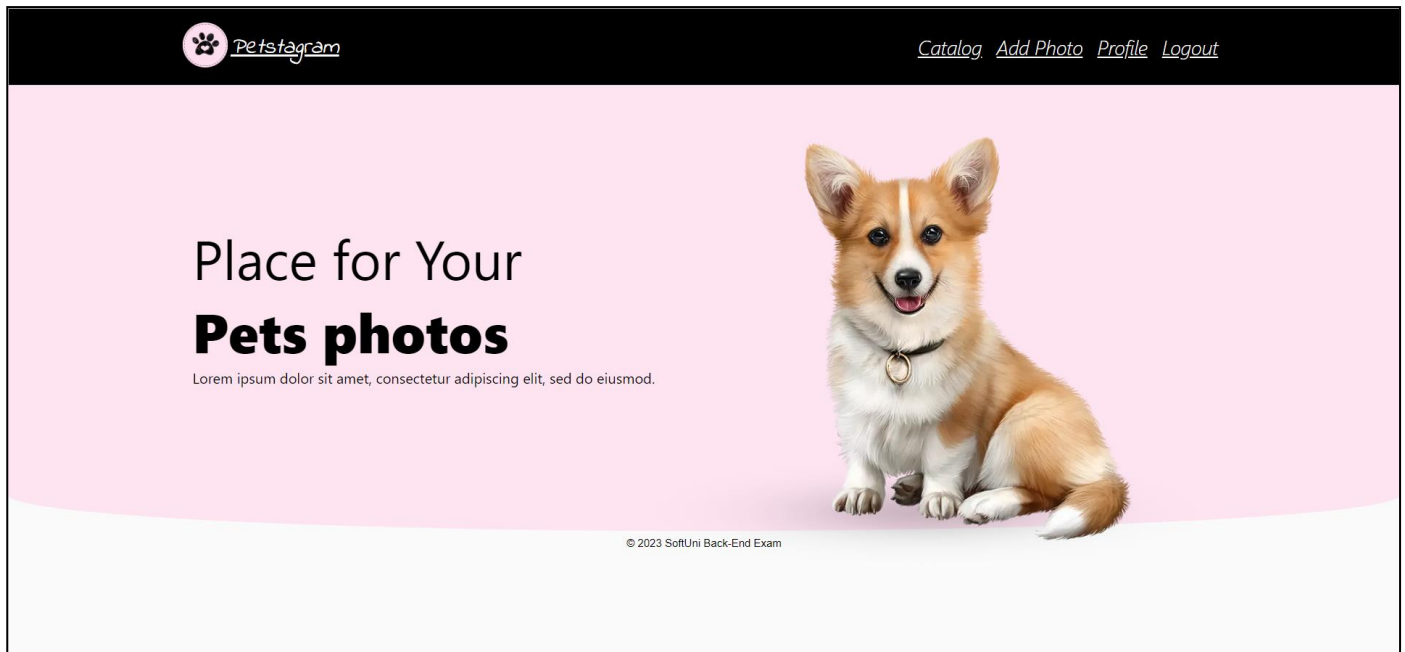 Petstagram
Catalog Add Photo Profile Logout
Place for Your
Pets photos
Lorem ipsum dolor sit amet, consectetur adipiscing elit, sed do eiusmod.
© 2023 SoftUni Back-End Exam